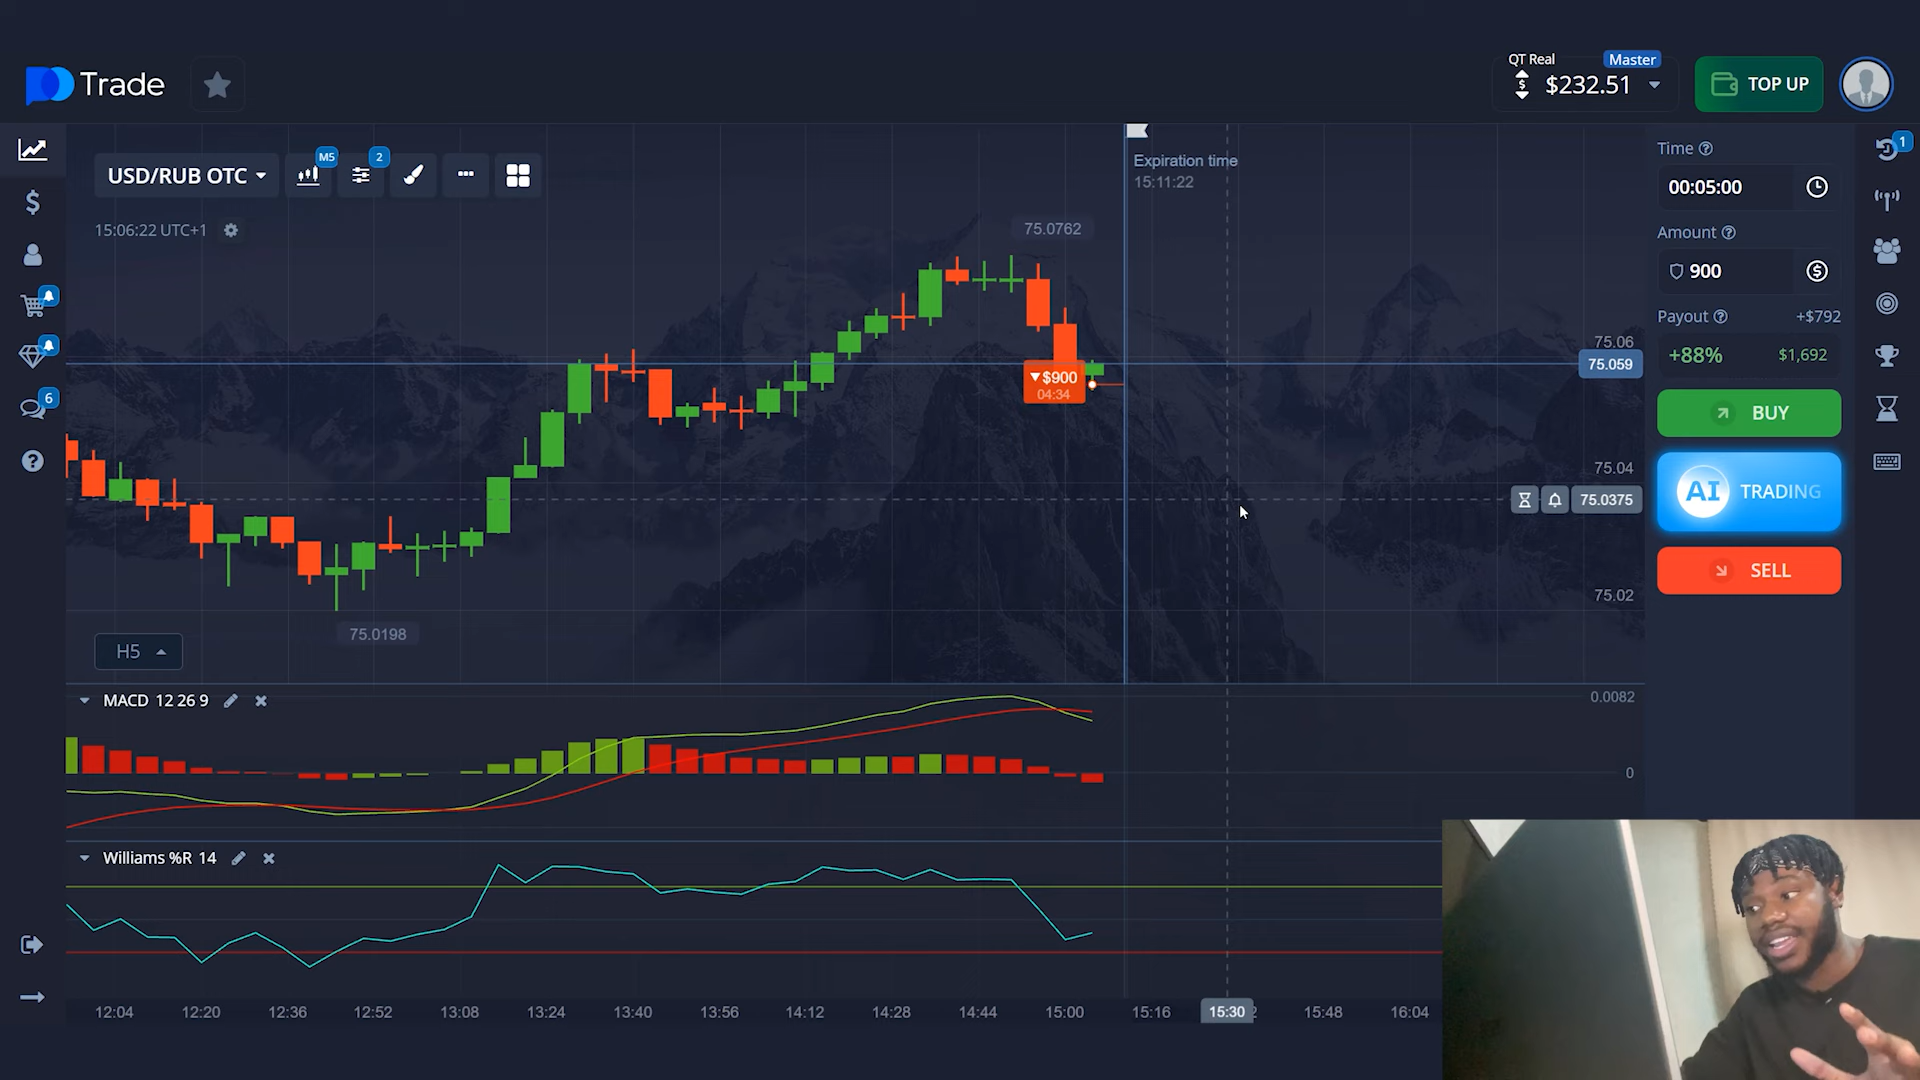 Trade
QT Real
Master
$232.51
TOP UP
USD/RUB OTC
M5
2
15:06:22 UTC+1
75.0762
Expiration time
15:11:22
Time
00:05:00
Amount
900
Payout
+$792
+88%
$1,692
BUY
AI TRADING
SELL
1
6
75.06
75.059
75.04
75.0375
75.02
▼$900
04:34
75.0198
H5
MACD 12 26 9
0.0082
0
Williams %R 14
12:04 12:20 12:36 12:52 13:08 13:24 13:40 13:56 14:12 14:28 14:44 15:00 15:16 15:30 15:48 16:04